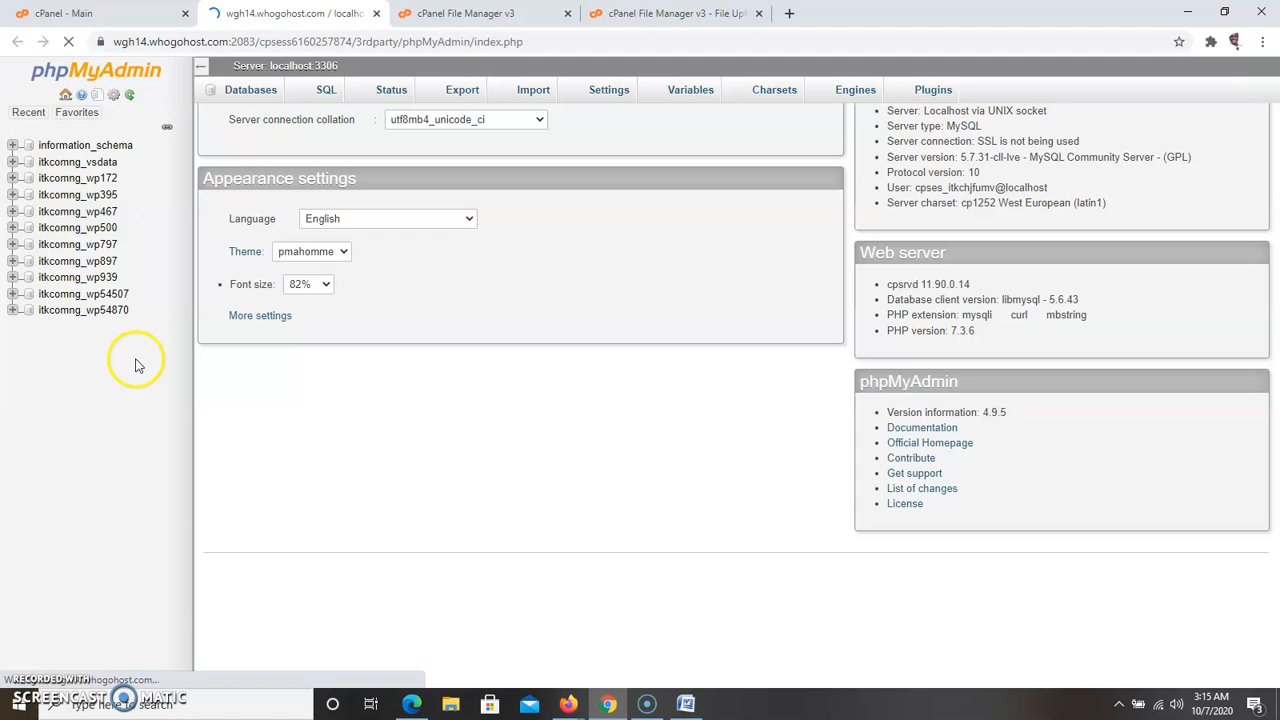 cPanel - Main
wgh14.whogohost.com / localho
cPanel File Manager v3
cPanel File Manager v3 - File Upl
wgh14.whogohost.com:2083/cpsess6160257874/3rdparty/phpMyAdmin/index.php
phpMyAdmin
Recent
Favorites
information_schema
itkcomng_vsdata
itkcomng_wp172
itkcomng_wp395
itkcomng_wp467
itkcomng_wp500
itkcomng_wp797
itkcomng_wp897
itkcomng_wp939
itkcomng_wp54507
itkcomng_wp54870
Server: localhost:3306
Databases
SQL
Status
Export
Import
Settings
Variables
Charsets
Engines
Plugins
Server connection collation : utf8mb4_unicode_ci
Appearance settings
Language English
Theme: pmahomme
Font size: 82%
More settings
Server: Localhost via UNIX socket
Server type: MySQL
Server connection: SSL is not being used
Server version: 5.7.31-cll-lve - MySQL Community Server - (GPL)
Protocol version: 10
User: cpses_itkchjfumv@localhost
Server charset: cp1252 West European (latin1)
Web server
cpsrvd 11.90.0.14
Database client version: libmysql - 5.6.43
PHP extension: mysqli curl mbstring
PHP version: 7.3.6
phpMyAdmin
Version information: 4.9.5
Documentation
Official Homepage
Contribute
Get support
List of changes
License
RECORDED WITH
SCREENCAST MATIC
Type here to search
3:15 AM
10/7/2020
3